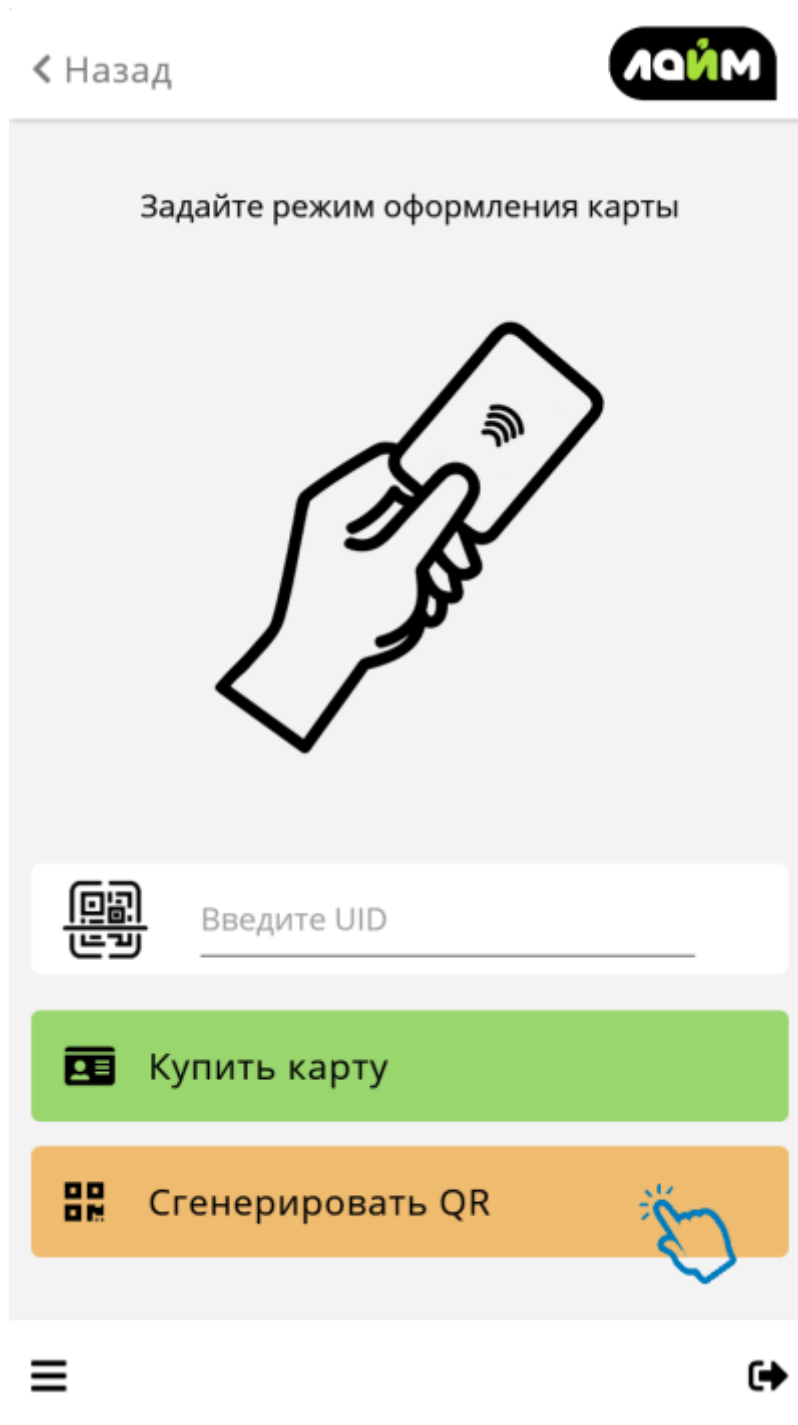 Назад
лайм
Задайте режим оформления карты
Введите UID
Купить карту
Сгенерировать QR